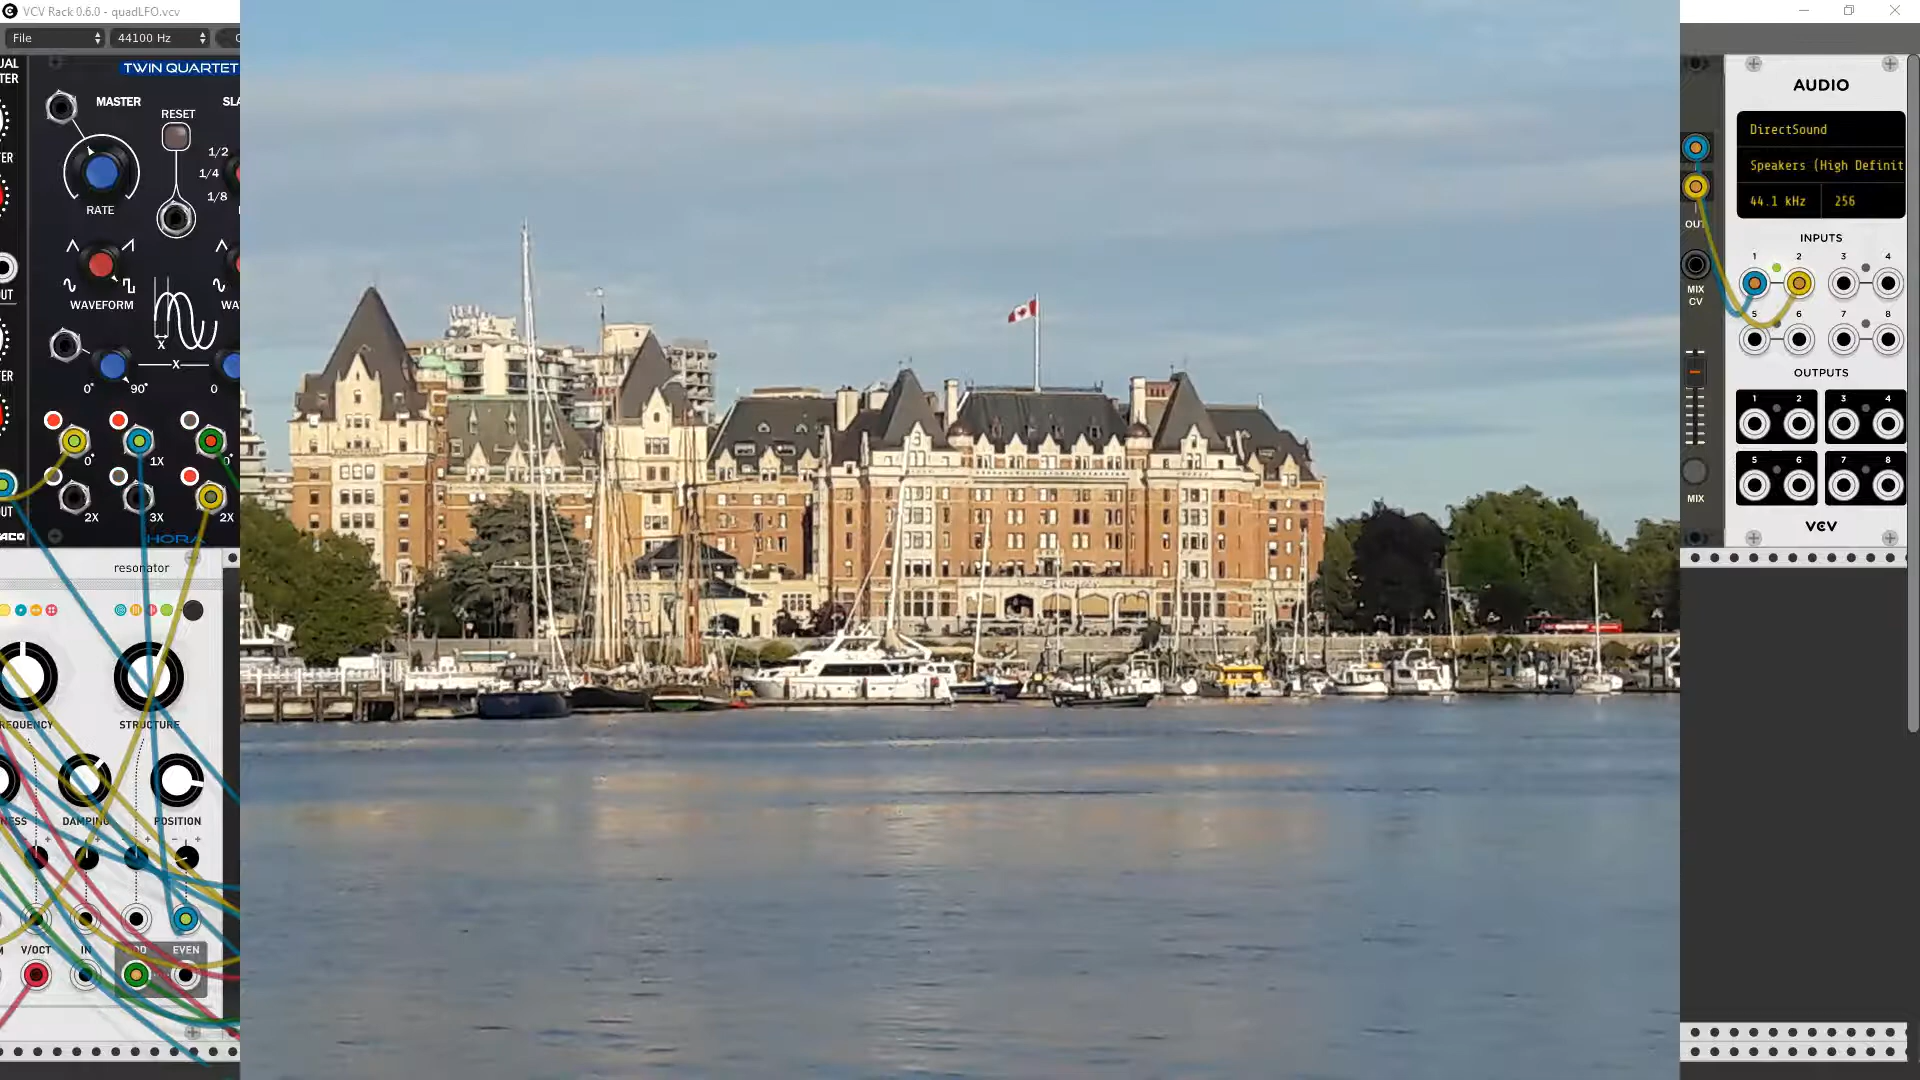 VCV Rack 0.6.0 - quadLFO.vcv
File
44100 Hz
TWIN QUARTET
MASTER
RESET
1/2
1/4
1/8
RATE
WAVEFORM
X
X
0°
90°
0
0°
1X
0°
2X
3X
2X
HORA
resonator
STRUCTURE
POSITION
V/OCT
IN
EVEN
OUT
MIX
CV
MIX
AUDIO
DirectSound
Speakers (High Definit
44.1 kHz
256
INPUTS
1
2
3
4
5
6
7
8
OUTPUTS
1
2
3
4
5
6
7
8
VCV